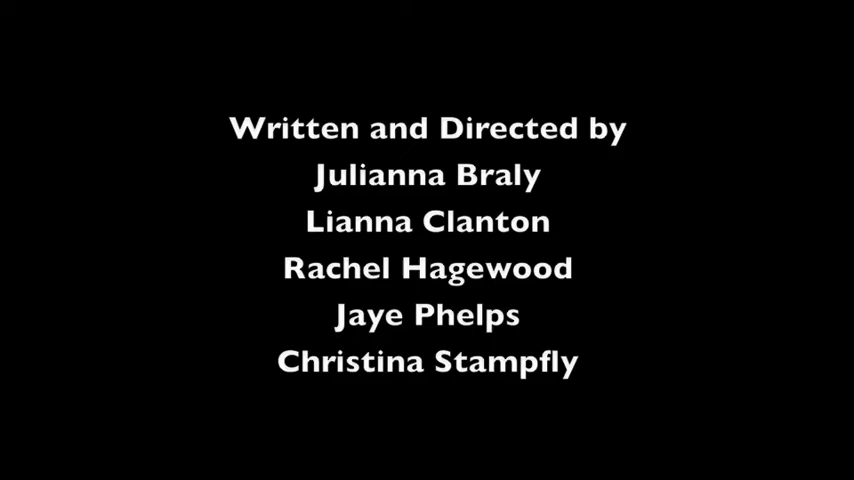 Written and Directed by
Julianna Braly
Lianna Clanton
Rachel Hagewood
Jaye Phelps
Christina Stampfly